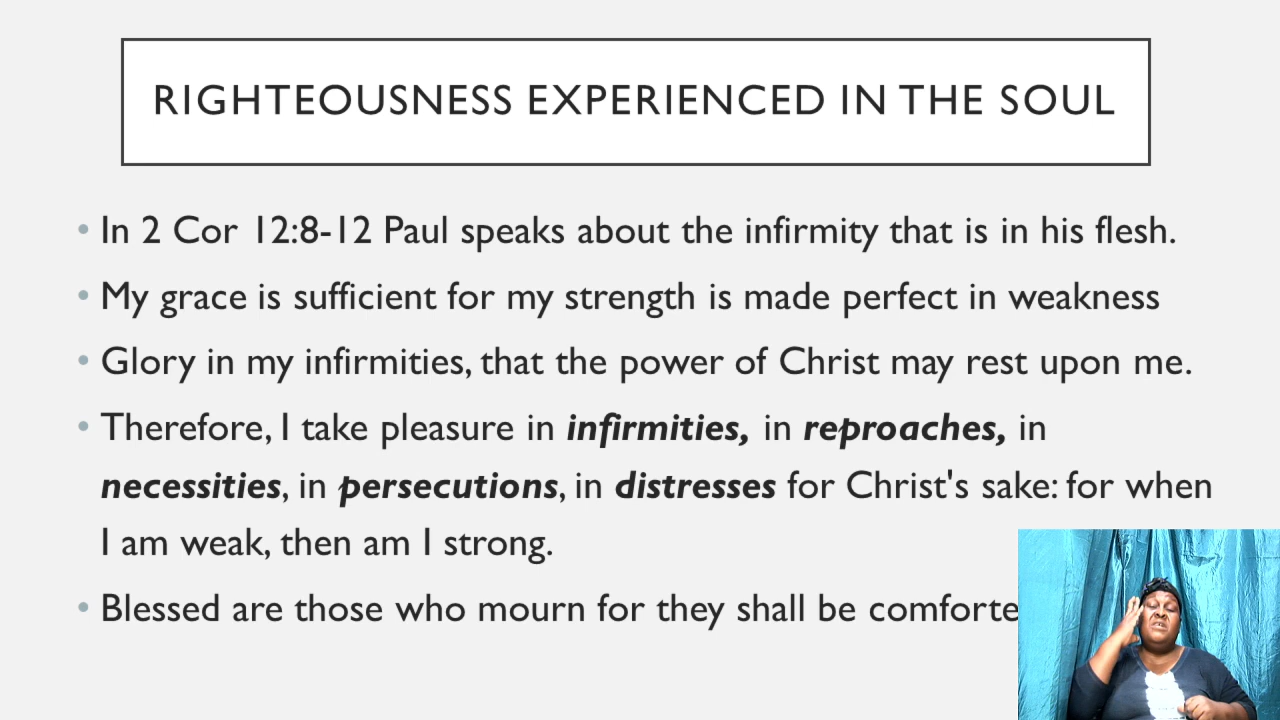 RIGHTEOUSNESS EXPERIENCED IN THE SOUL
• In 2 Cor 12:8-12 Paul speaks about the infirmity that is in his flesh.
• My grace is sufficient for my strength is made perfect in weakness
• Glory in my infirmities, that the power of Christ may rest upon me.
• Therefore, I take pleasure in infirmities, in reproaches, in
necessities, in persecutions, in distresses for Christ's sake: for when
I am weak, then am I strong.
• Blessed are those who mourn for they shall be comforte